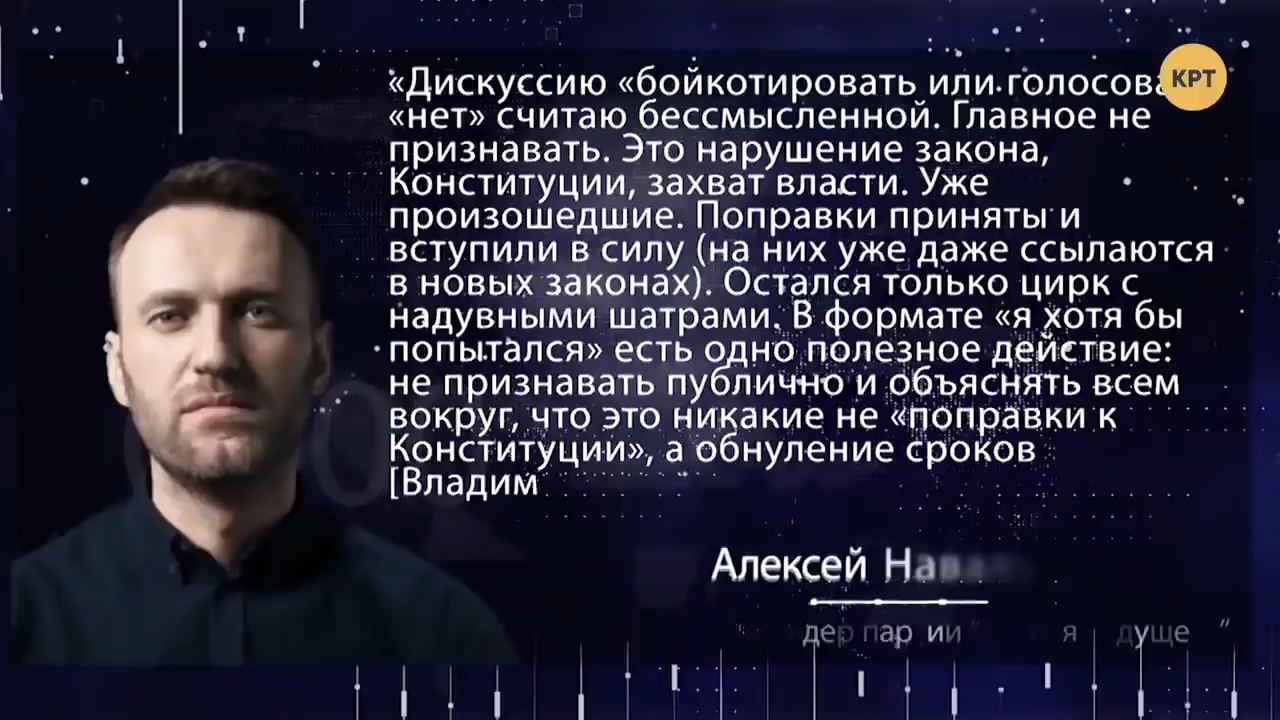 КРТ
«Дискуссию «бойкотировать или голосова
«нет» считаю бессмысленной. Главное не
признавать. Это нарушение закона,
Конституции, захват власти. Уже
произошедшие. Поправки приняты и
вступили в силу (на них уже даже ссылаются
в новых законах). Остался только цирк с
надувными шатрами. В формате «я хотя бы
попытался» есть одно полезное действие:
не признавать публично и объяснять всем
вокруг, что это никакие не «поправки к
Конституции», а обнуление сроков
[Владим
Алексей